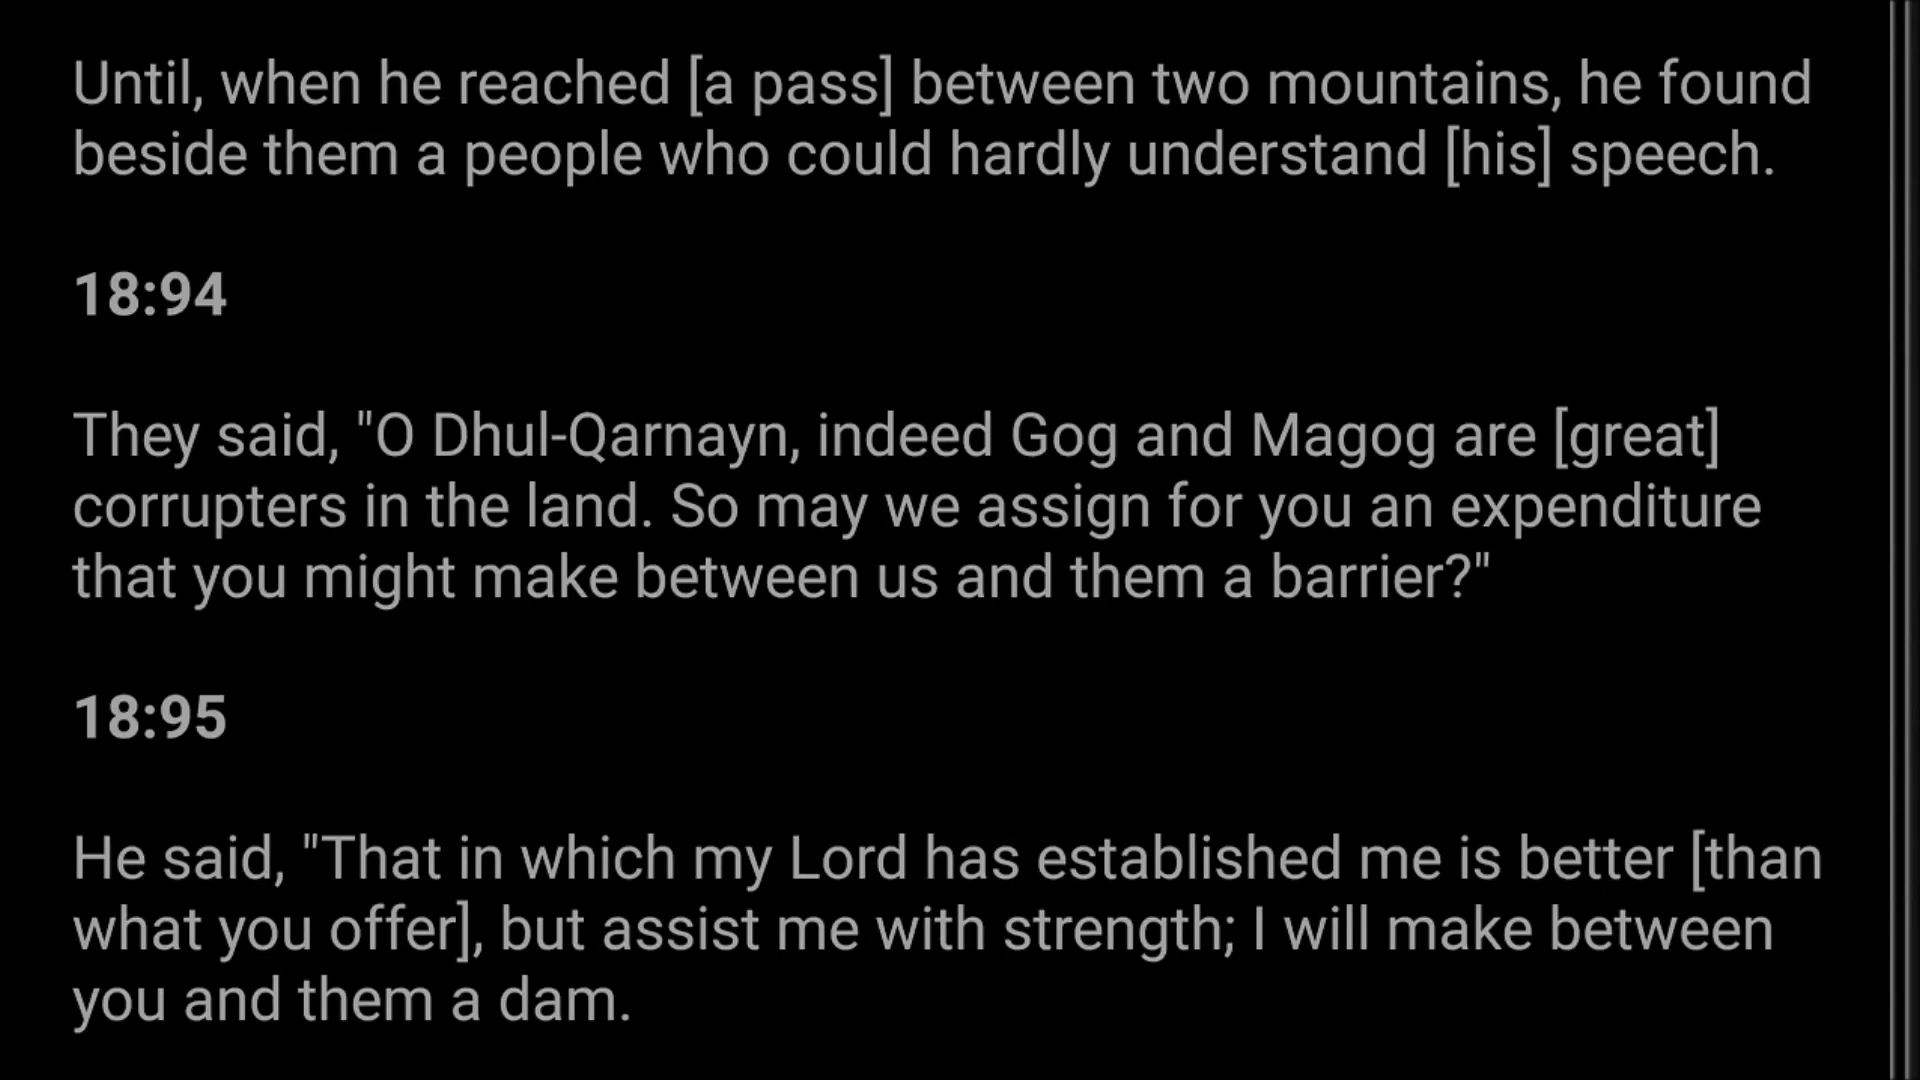 Until, when he reached [a pass] between two mountains, he found
beside them a people who could hardly understand [his] speech.
18:94
They said, "O Dhul-Qarnayn, indeed Gog and Magog are [great]
corrupters in the land. So may we assign for you an expenditure
that you might make between us and them a barrier?"
18:95
He said, "That in which my Lord has established me is better [than
what you offer], but assist me with strength; I will make between
you and them a dam.